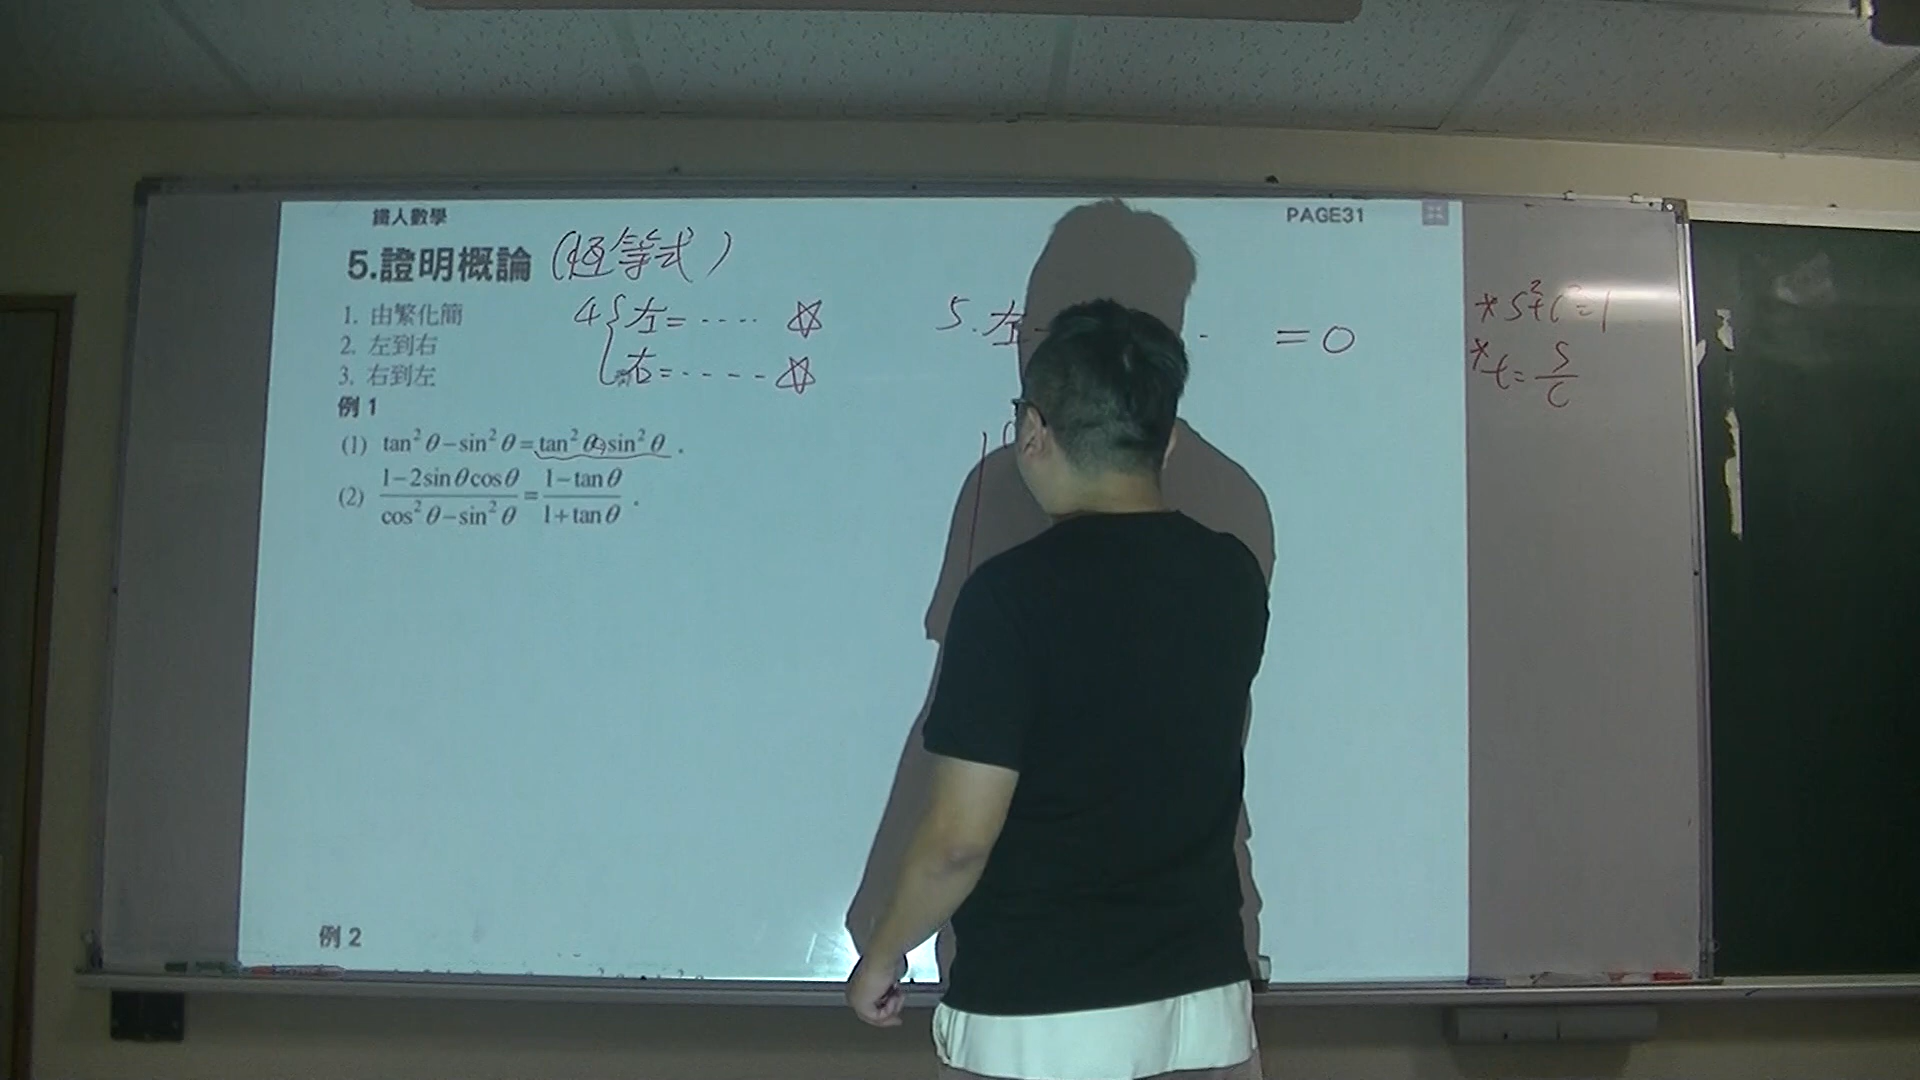 鐵人數學
PAGE31
5.證明概論 (恆等式)
1. 由繁化簡
2. 左到右
3. 右到左
4 { 左= ‥‥ ☆
右= ‥‥ ☆
5. 左 = 0
*S²+C²=1
*t= S/C
例 1
(1) tan²θ−sin²θ=tan²θ sin²θ .
(2) (1−2sinθcosθ)/(cos²θ−sin²θ) = (1−tanθ)/(1+tanθ) .
例 2